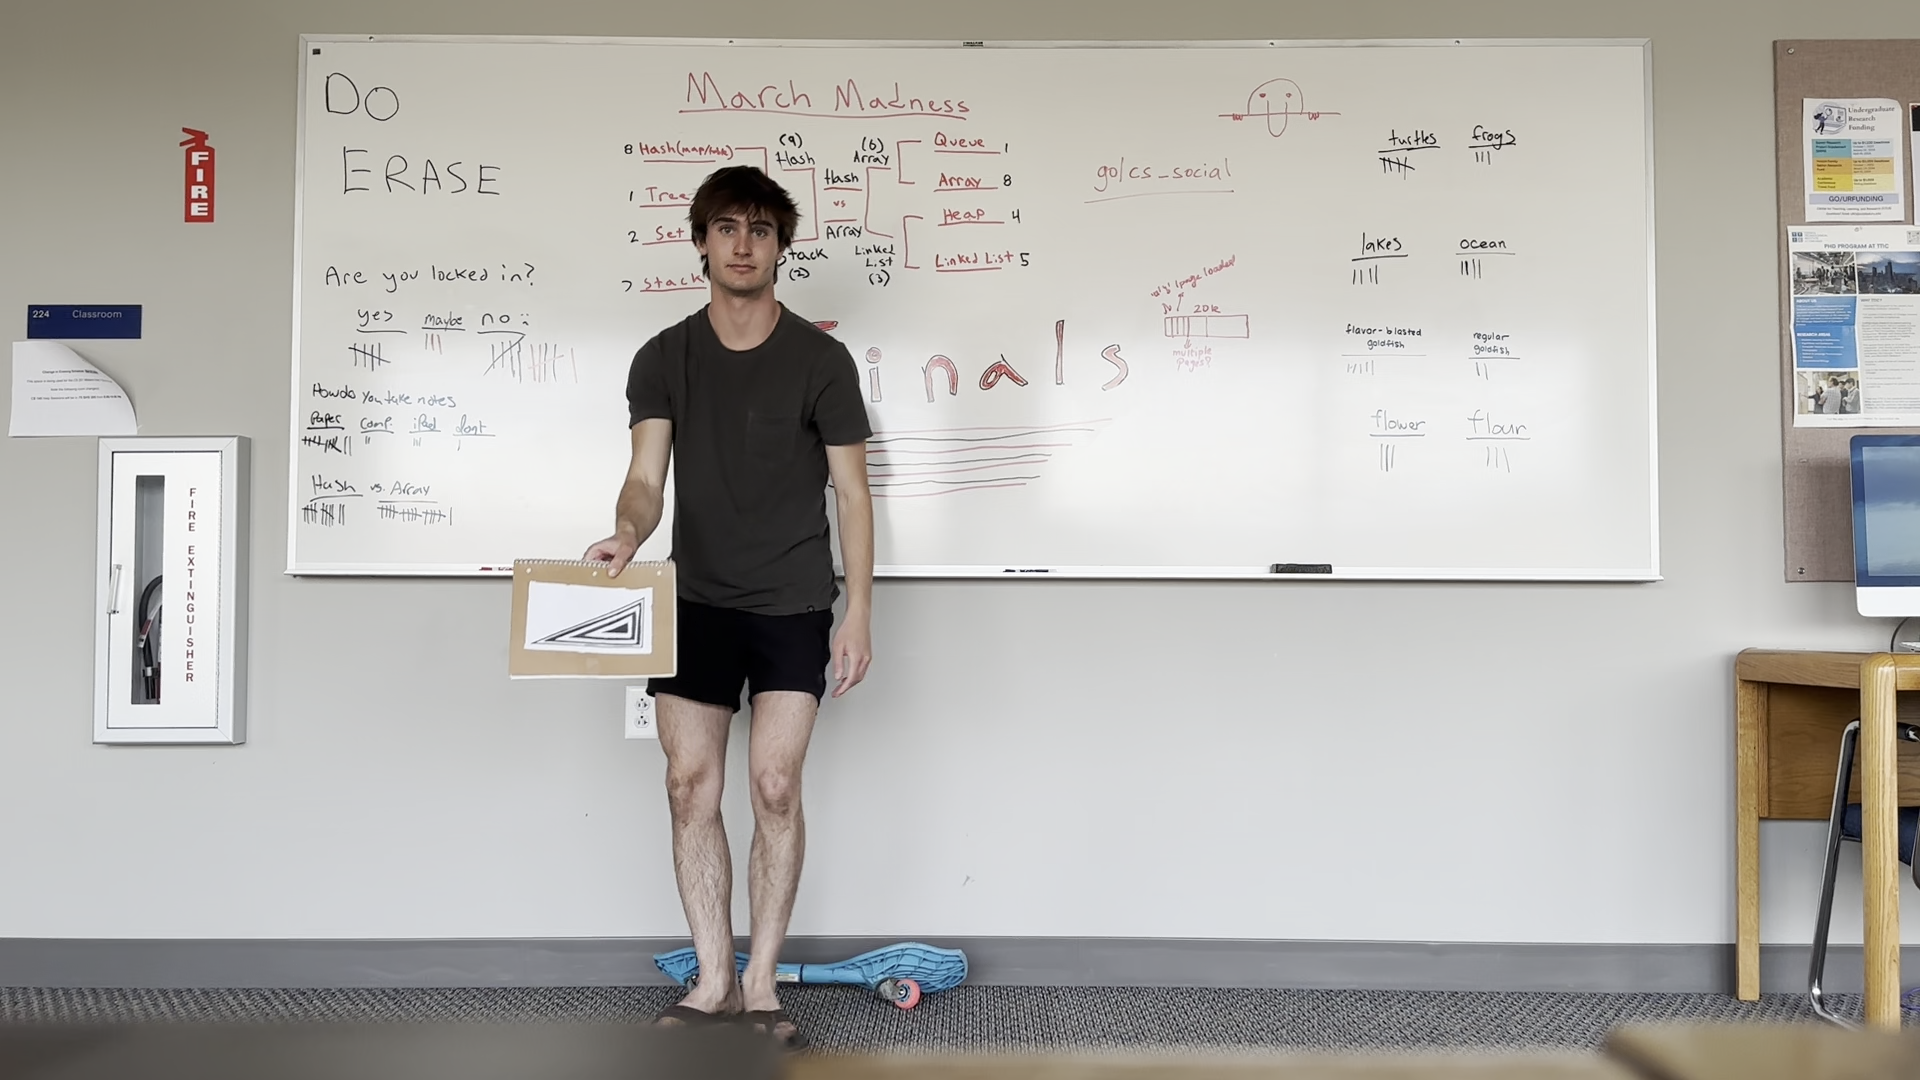 DO
ERASE
Are you locked in?
yes maybe no :
How do you take notes
Paper comp. iPad dont
Hash vs. Array
March Madness
8 Hash(map/table)
1 Tree
2 Set
7 Stack
(9)
Hash
Stack
(2)
Hash
vs
Array
(6)
Array
Linked
List
(3)
Queue 1
Array 8
Heap 4
Linked List 5
Finals
go/cs_social
page loaded!
20k
multiple
pages?
turtles frogs
lakes ocean
flavor-blasted
goldfish
regular
goldfish
flower flour
FIRE
224 Classroom
FIRE EXTINGUISHER
Undergraduate
Research
Funding
GO/URFUNDING
PHD PROGRAM AT TTIC